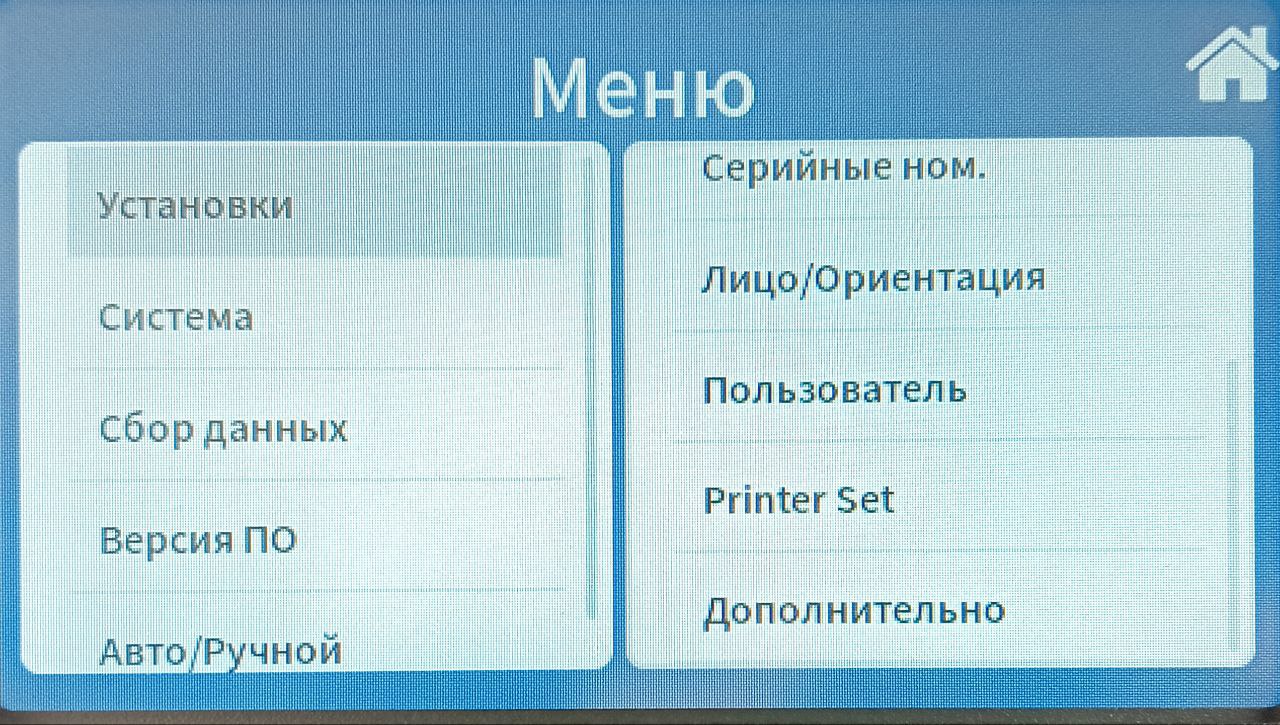 Меню
Установки
Система
Сбор данных
Версия ПО
Авто/Ручной
Серийные ном.
Лицо/Ориентация
Пользователь
Printer Set
Дополнительно